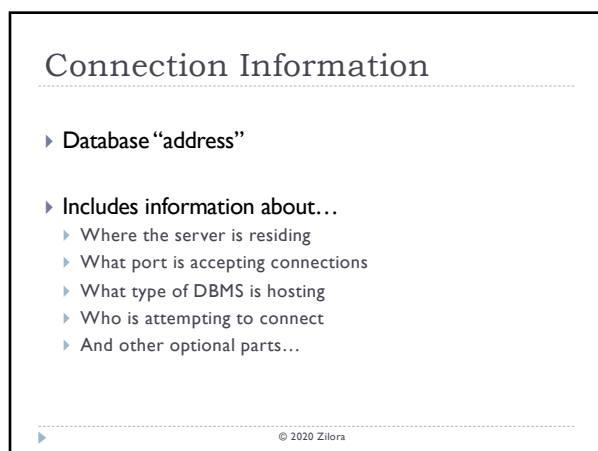 Connection Information
Database “address”
Includes information about…
Where the server is residing
What port is accepting connections
What type of DBMS is hosting
Who is attempting to connect
And other optional parts…
© 2020 Zilora